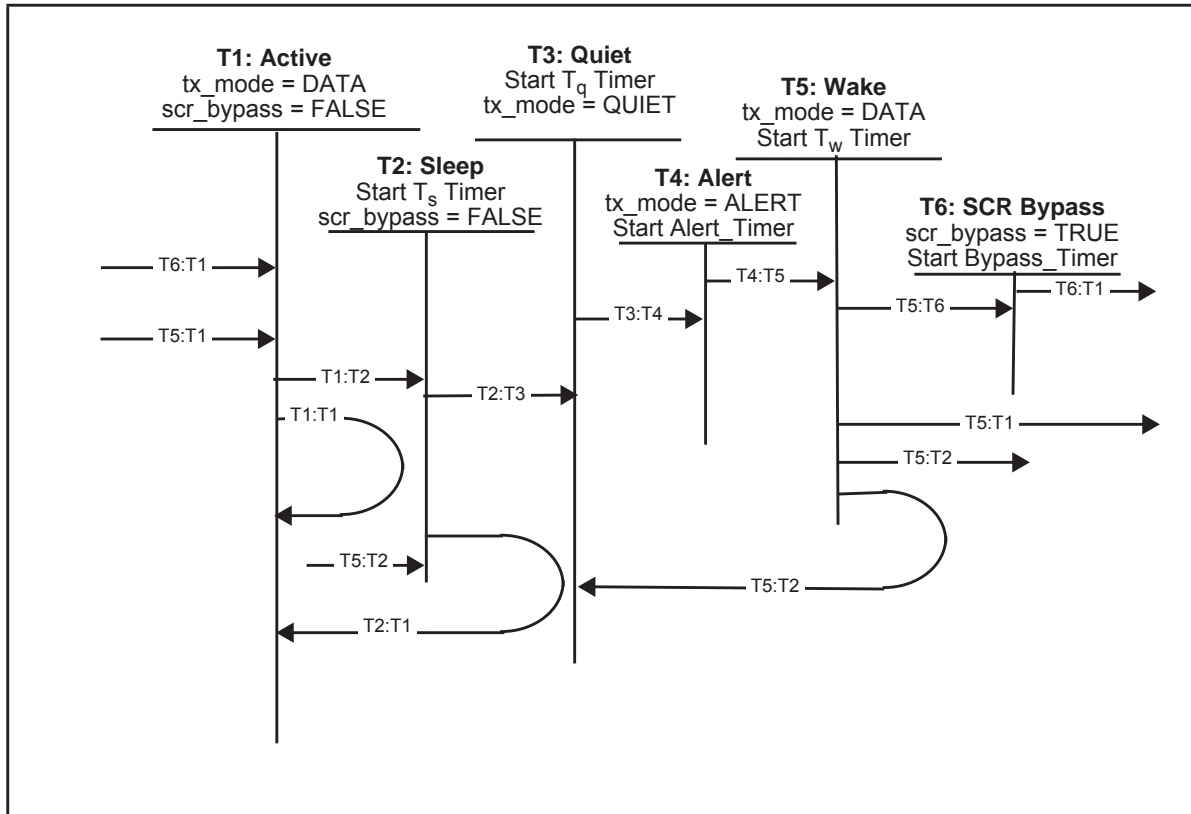 T1: Active
tx_mode = DATA
scr_bypass = FALSE
T2: Sleep
Start Ts Timer
scr_bypass = FALSE
T3: Quiet
Start Tq Timer
tx_mode = QUIET
T4: Alert
tx_mode = ALERT
Start Alert_Timer
T5: Wake
tx_mode = DATA
Start Tw Timer
T6: SCR Bypass
scr_bypass = TRUE
Start Bypass_Timer
T6:T1
T5:T1
T1:T2
T1:T1
T2:T3
T3:T4
T4:T5
T5:T6
T6:T1
T5:T1
T5:T2
T5:T2
T5:T2
T2:T1